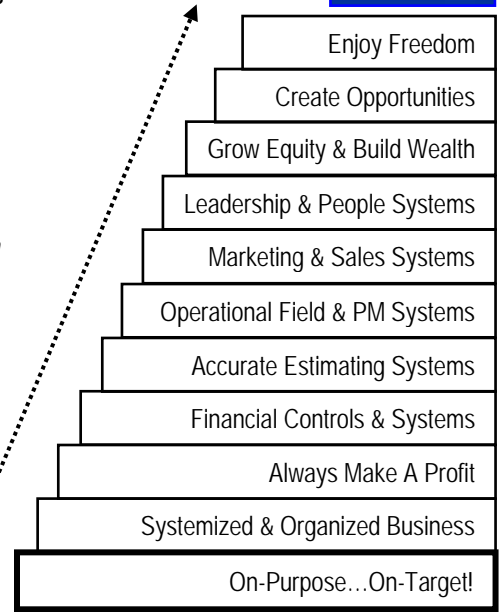 Enjoy Freedom
Create Opportunities
Grow Equity & Build Wealth
Leadership & People Systems
Marketing & Sales Systems
Operational Field & PM Systems
Accurate Estimating Systems
Financial Controls & Systems
Always Make A Profit
Systemized & Organized Business
On-Purpose…On-Target!